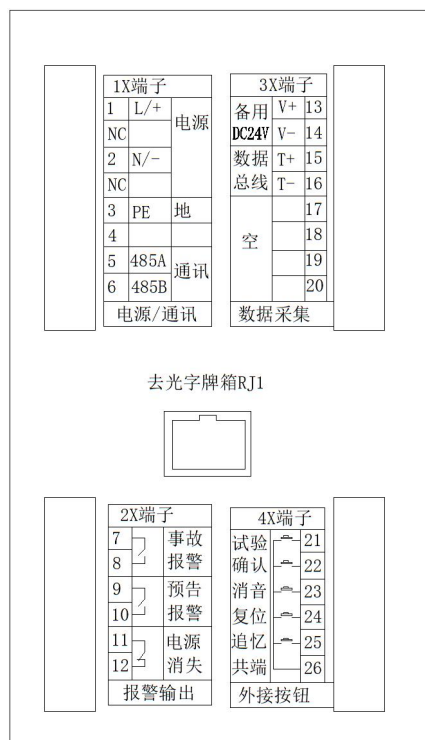 1X端子
1 L/+ 电源
NC
2 N/-
NC
3 PE 地
4
5 485A 通讯
6 485B
电源/通讯
3X端子
备用 V+ 13
DC24V V- 14
数据 T+ 15
总线 T- 16
空 17
18
19
20
数据采集
去光字牌箱RJ1
2X端子
7 事故
8 报警
9 预告
10 报警
11 电源
12 消失
报警输出
4X端子
试验 21
确认 22
消音 23
复位 24
追忆 25
共端 26
外接按钮